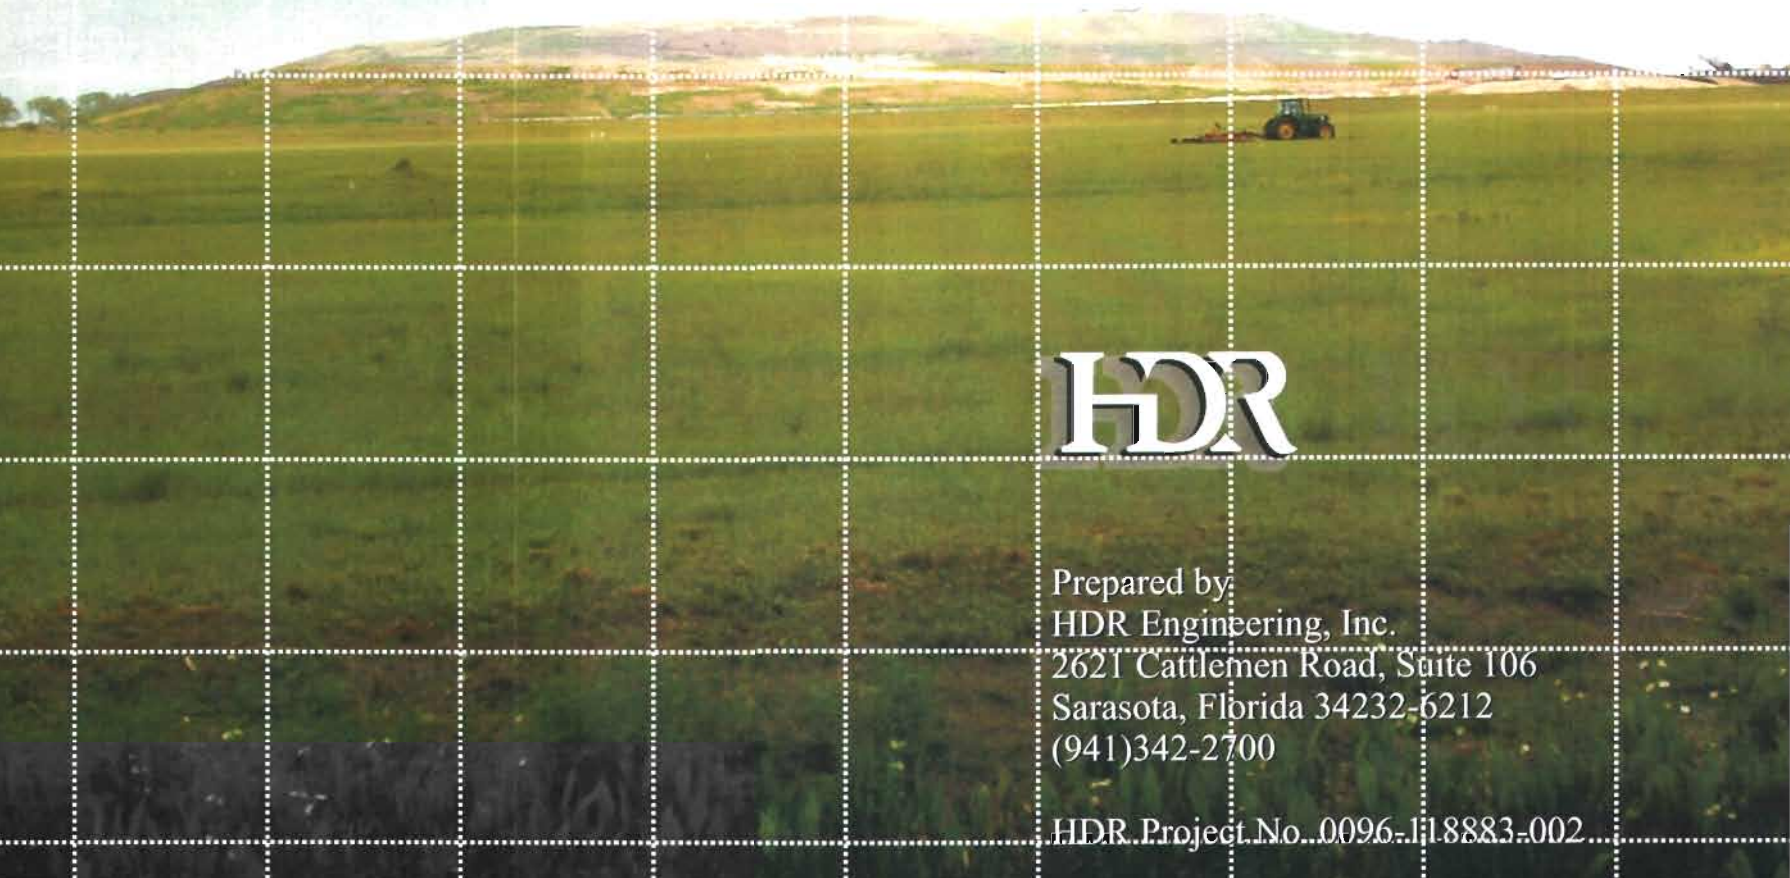 HDR
Prepared by
HDR Engineering, Inc.
2621 Cattlemen Road, Suite 106
Sarasota, Florida 34232-6212
(941)342-2700
HDR Project No. 0096-118883-002